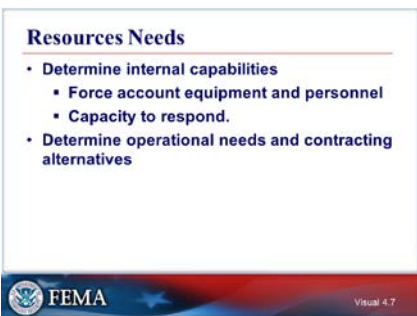 Resources Needs
• Determine internal capabilities
▪ Force account equipment and personnel
▪ Capacity to respond.
• Determine operational needs and contracting
alternatives
FEMA
Visual 4.7